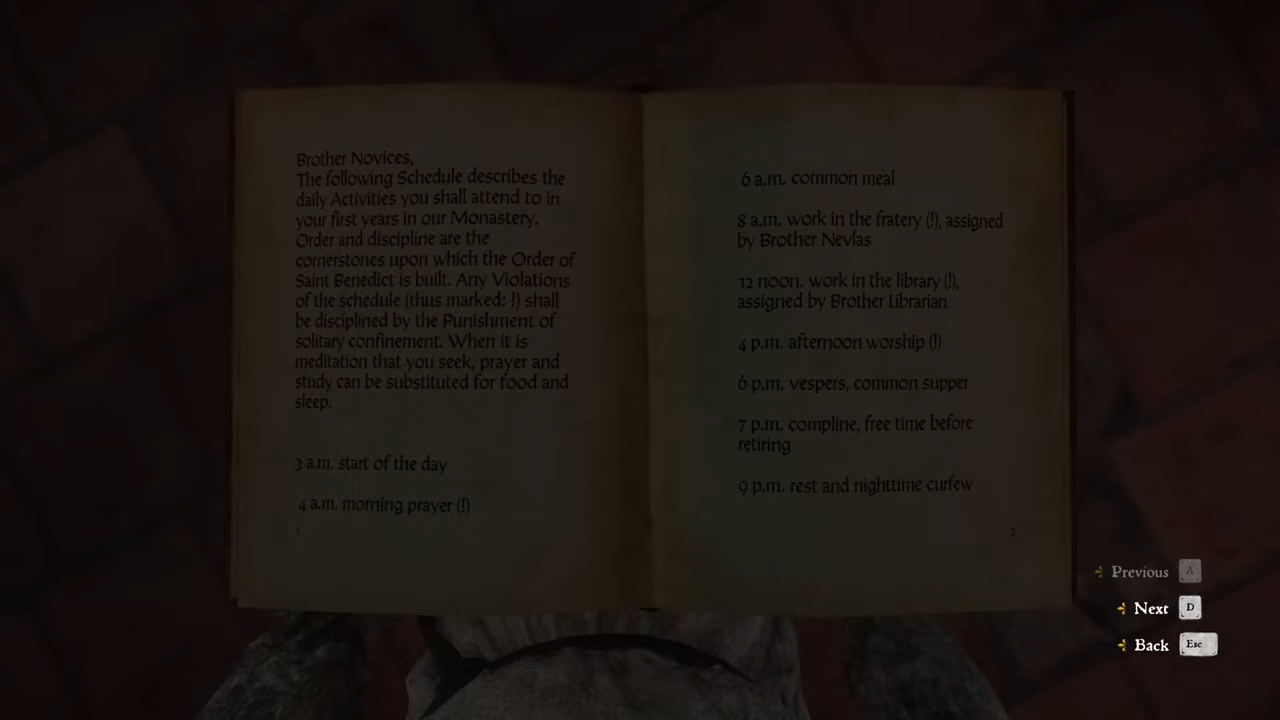 Brother Novices,
The following Schedule describes the
daily Activities you shall attend to in
your first years in our Monastery.
Order and discipline are the
cornerstones upon which the Order of
Saint Benedict is built. Any Violations
of the schedule (thus marked: !) shall
be disciplined by the Punishment of
solitary confinement. When it is
meditation that you seek, prayer and
study can be substituted for food and
sleep.
3 a.m. start of the day
4 a.m. morning prayer (!)
1
6 a.m. common meal
8 a.m. work in the fratery (!), assigned
by Brother Nevlas
12 noon. work in the library (!),
assigned by Brother Librarian
4 p.m. afternoon worship (!)
6 p.m. vespers, common supper
7 p.m. compline, free time before
retiring
9 p.m. rest and nighttime curfew
2
Previous A
Next D
Back Esc